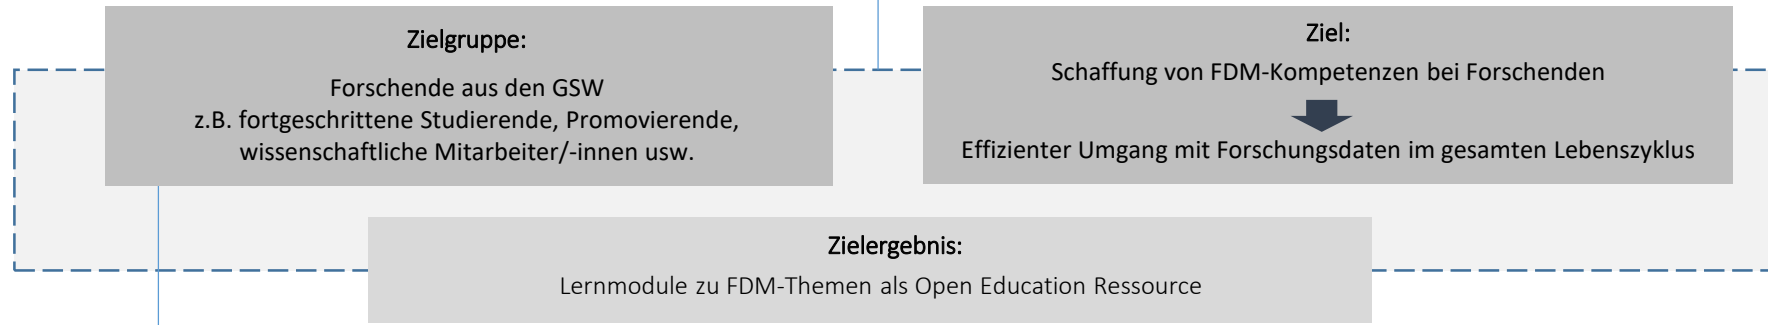 Zielgruppe:
Forschende aus den GSW
z.B. fortgeschrittene Studierende, Promovierende,
wissenschaftliche Mitarbeiter/-innen usw.
Ziel:
Schaffung von FDM-Kompetenzen bei Forschenden
Effizienter Umgang mit Forschungsdaten im gesamten Lebenszyklus
Zielergebnis:
Lernmodule zu FDM-Themen als Open Education Ressource